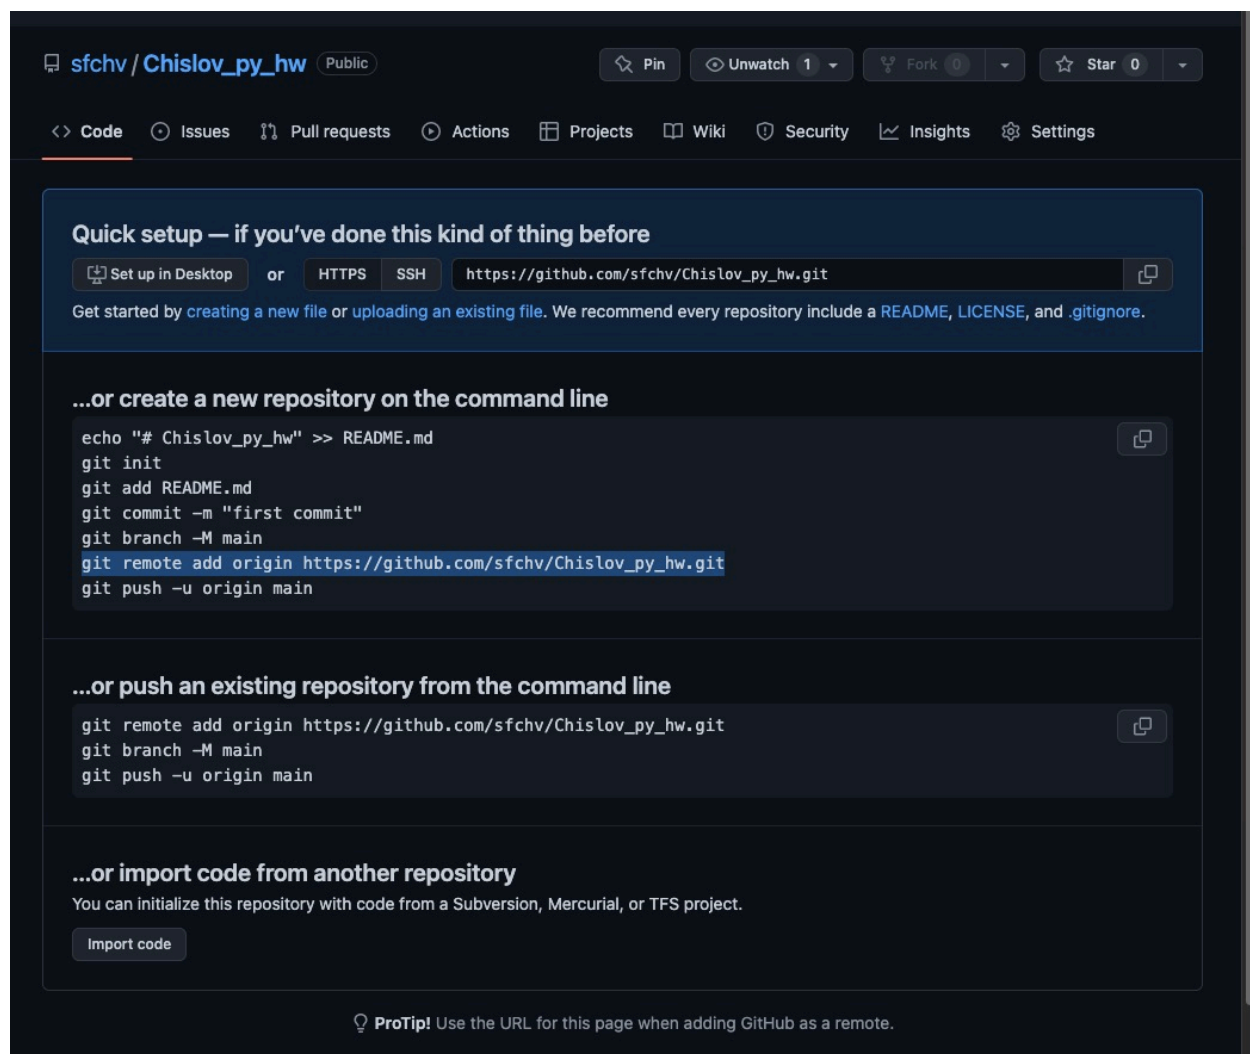 sfchv / Chislov_py_hw Public Pin Unwatch 1 Fork 0 Star 0
<> Code Issues Pull requests Actions Projects Wiki Security Insights Settings
Quick setup — if you’ve done this kind of thing before
Set up in Desktop or HTTPS SSH https://github.com/sfchv/Chislov_py_hw.git
Get started by creating a new file or uploading an existing file. We recommend every repository include a README, LICENSE, and .gitignore.
...or create a new repository on the command line
echo "# Chislov_py_hw" >> README.md
git init
git add README.md
git commit -m "first commit"
git branch -M main
git remote add origin https://github.com/sfchv/Chislov_py_hw.git
git push -u origin main
...or push an existing repository from the command line
git remote add origin https://github.com/sfchv/Chislov_py_hw.git
git branch -M main
git push -u origin main
...or import code from another repository
You can initialize this repository with code from a Subversion, Mercurial, or TFS project.
Import code
ProTip! Use the URL for this page when adding GitHub as a remote.